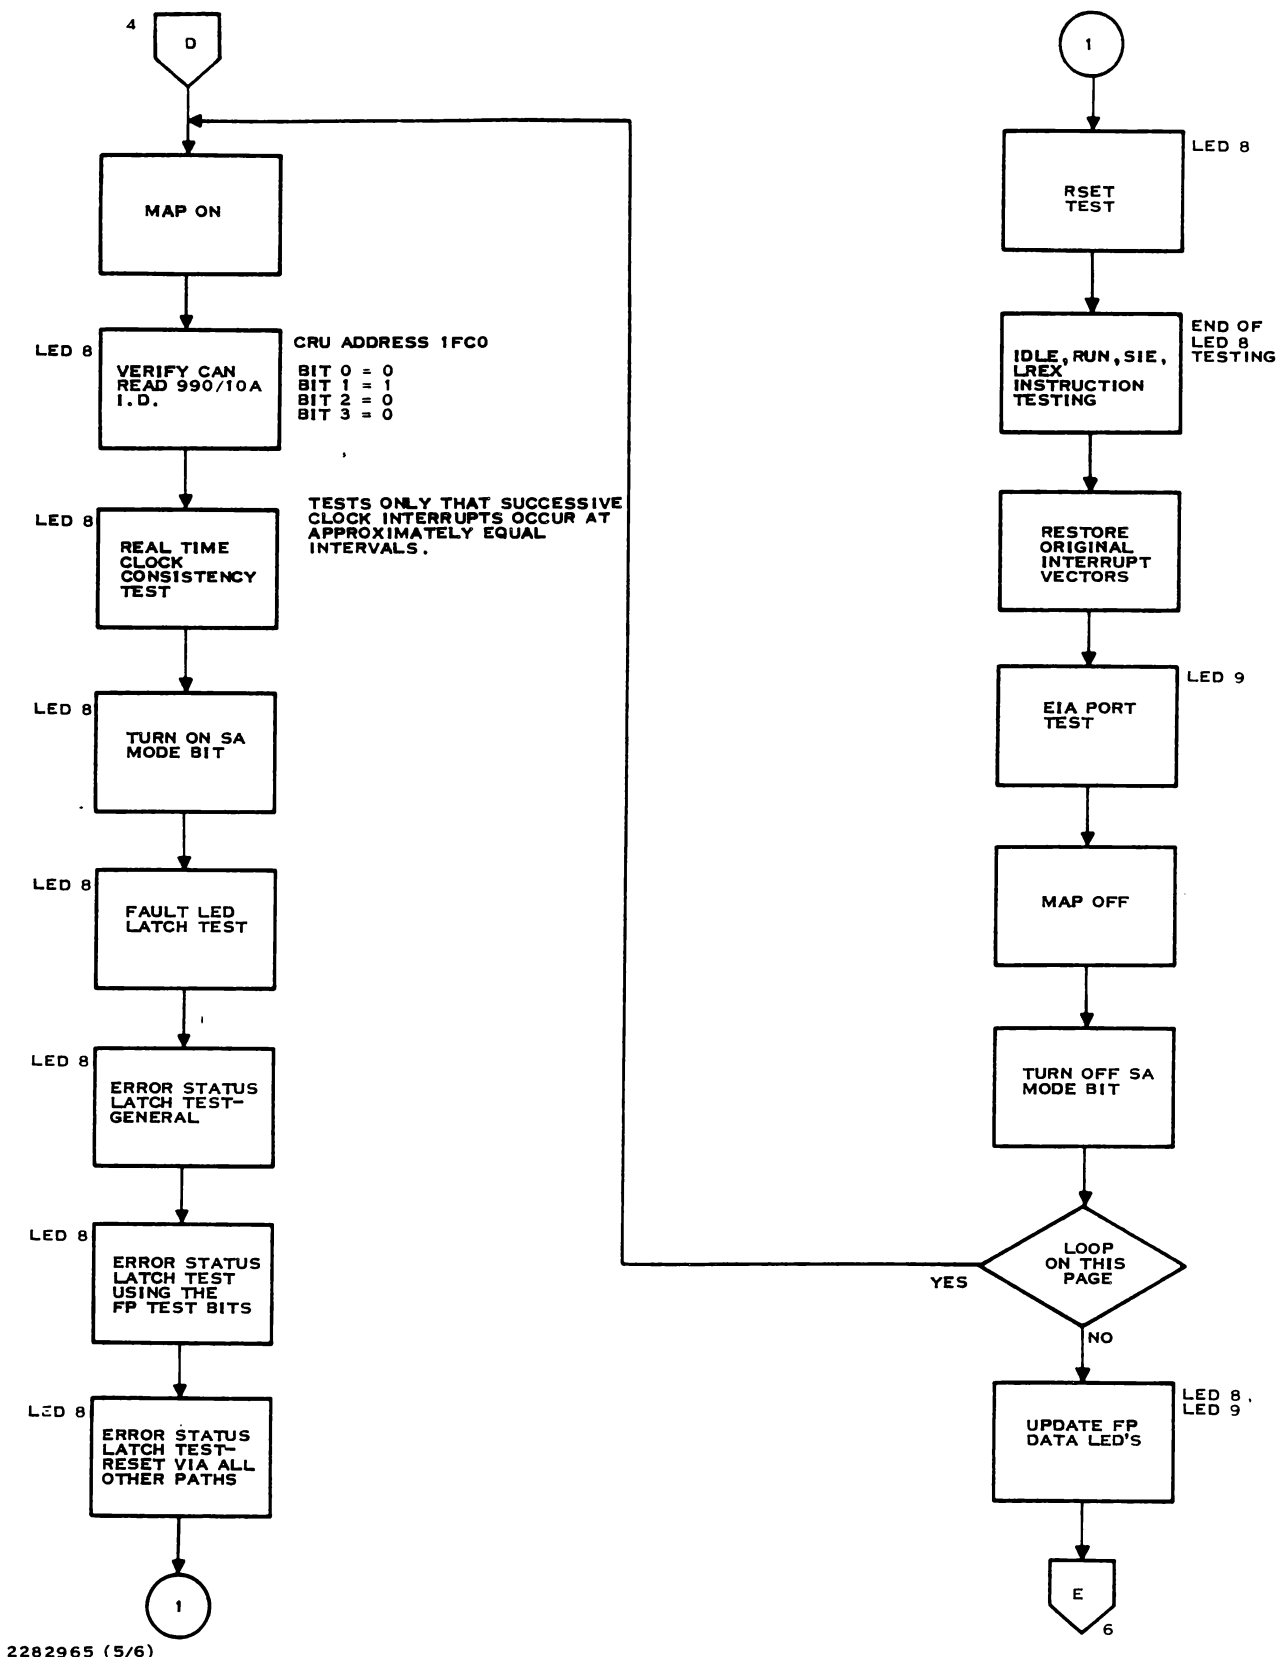 4
D
MAP ON
LED 8
VERIFY CAN
READ 990/10A
I.D.
CRU ADDRESS 1FC0
BIT 0 = 0
BIT 1 = 1
BIT 2 = 0
BIT 3 = 0
LED 8
REAL TIME
CLOCK
CONSISTENCY
TEST
TESTS ONLY THAT SUCCESSIVE
CLOCK INTERRUPTS OCCUR AT
APPROXIMATELY EQUAL
INTERVALS.
LED 8
TURN ON SA
MODE BIT
LED 8
FAULT LED
LATCH TEST
LED 8
ERROR STATUS
LATCH TEST-
GENERAL
LED 8
ERROR STATUS
LATCH TEST
USING THE
FP TEST BITS
LED 8
ERROR STATUS
LATCH TEST-
RESET VIA ALL
OTHER PATHS
1
2282965 (5/6)
1
LED 8
RSET
TEST
END OF
LED 8
TESTING
IDLE, RUN, SIE,
LREX
INSTRUCTION
TESTING
RESTORE
ORIGINAL
INTERRUPT
VECTORS
LED 9
EIA PORT
TEST
MAP OFF
TURN OFF SA
MODE BIT
LOOP
ON THIS
PAGE
YES
NO
LED 8,
LED 9
UPDATE FP
DATA LED'S
E
6